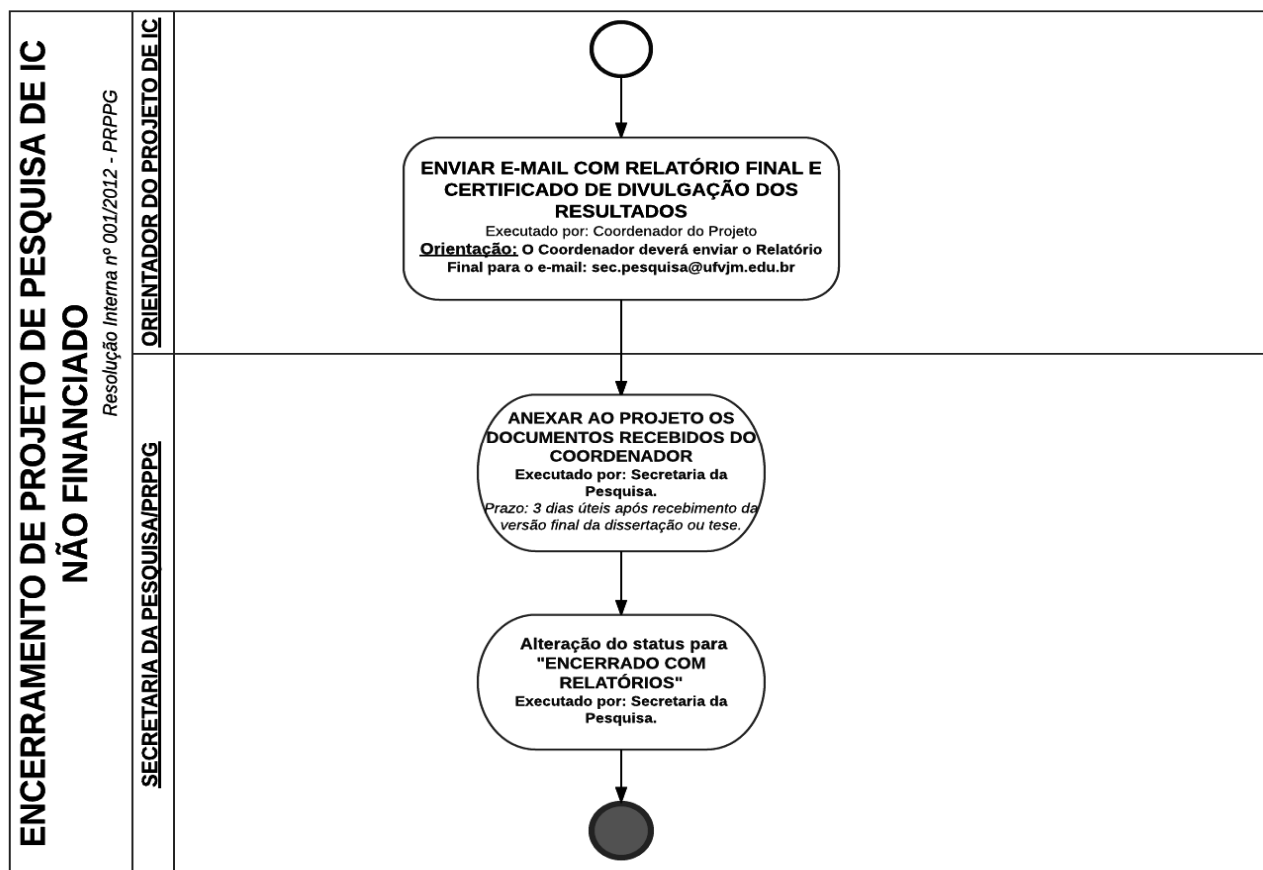 ENCERRAMENTO DE PROJETO DE PESQUISA DE IC
NÃO FINANCIADO
Resolução Interna nº 001/2012 - PRPPG
ORIENTADOR DO PROJETO DE IC
ENVIAR E-MAIL COM RELATÓRIO FINAL E
CERTIFICADO DE DIVULGAÇÃO DOS
RESULTADOS
Executado por: Coordenador do Projeto
Orientação: O Coordenador deverá enviar o Relatório
Final para o e-mail: sec.pesquisa@ufvjm.edu.br
SECRETARIA DA PESQUISA/PRPPG
ANEXAR AO PROJETO OS
DOCUMENTOS RECEBIDOS DO
COORDENADOR
Executado por: Secretaria da
Pesquisa.
Prazo: 3 dias úteis após recebimento da
versão final da dissertação ou tese.
Alteração do status para
"ENCERRADO COM
RELATÓRIOS"
Executado por: Secretaria da
Pesquisa.